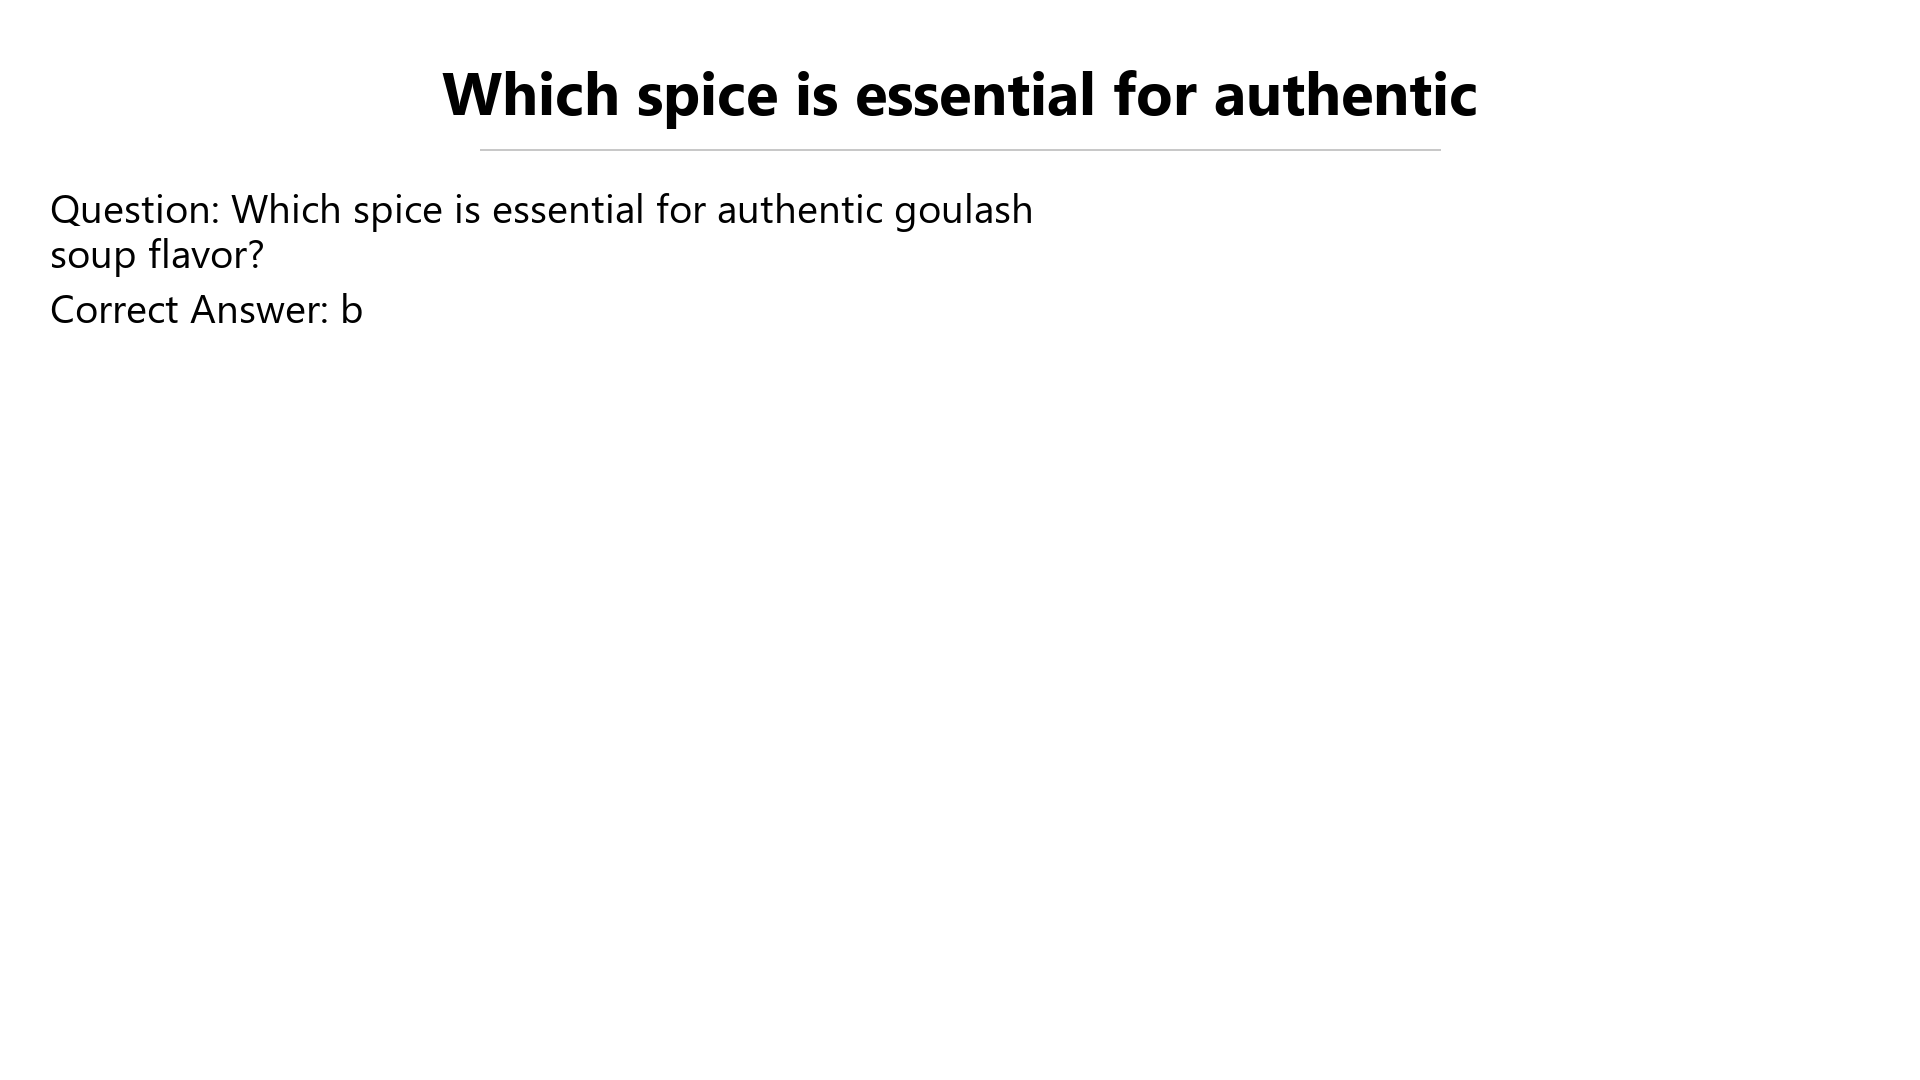 Which spice is essential for authentic
Question: Which spice is essential for authentic goulash
soup flavor?
Correct Answer: b